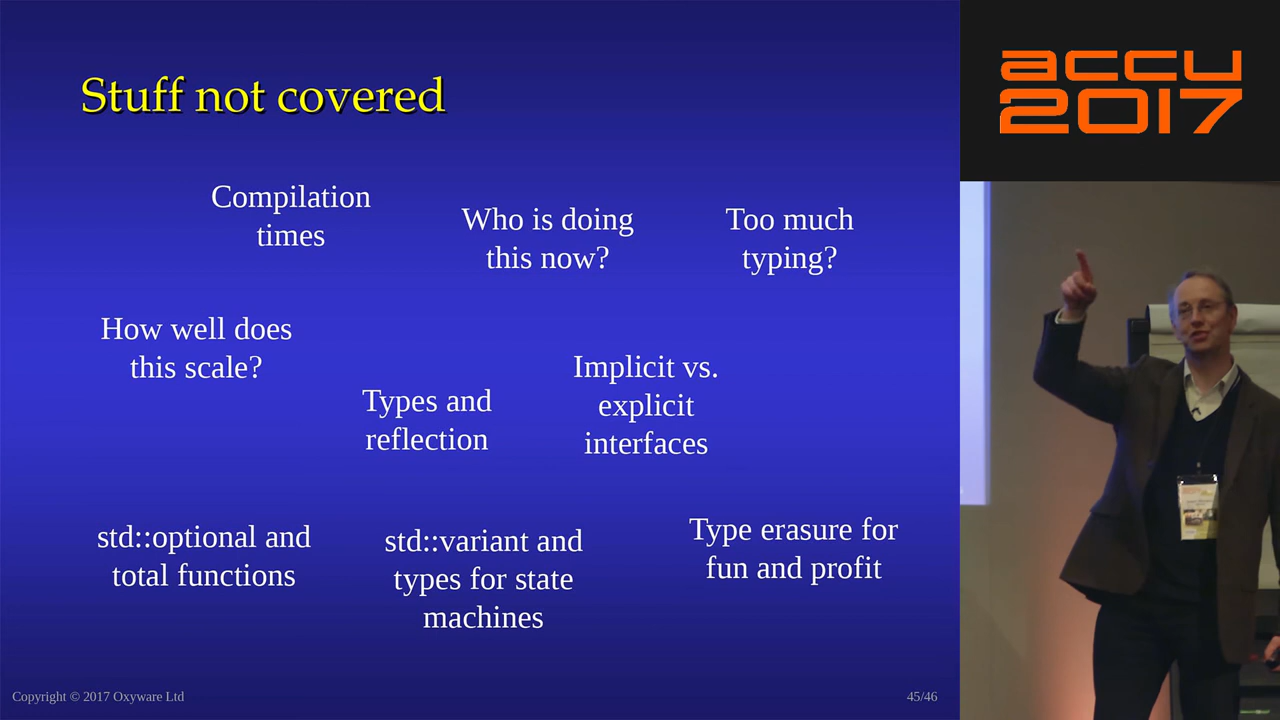 Stuff not covered
accu
2017
Compilation
times
Who is doing
this now?
Too much
typing?
How well does
this scale?
Types and
reflection
Implicit vs.
explicit
interfaces
std::optional and
total functions
std::variant and
types for state
machines
Type erasure for
fun and profit
Copyright © 2017 Oxyware Ltd
45/46